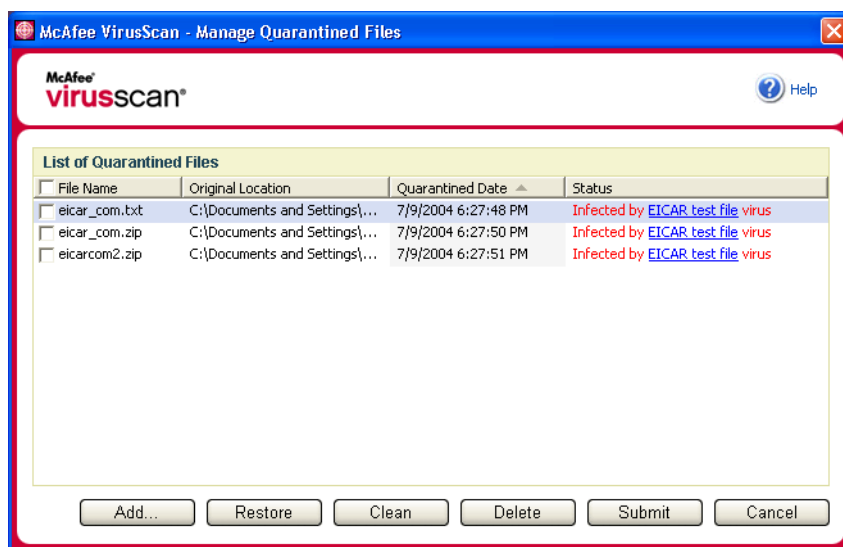 McAfee VirusScan - Manage Quarantined Files
McAfee®
virusscan®
Help
List of Quarantined Files
File Name Original Location Quarantined Date Status
eicar_com.txt C:\Documents and Settings\... 7/9/2004 6:27:48 PM Infected by EICAR test file virus
eicar_com.zip C:\Documents and Settings\... 7/9/2004 6:27:50 PM Infected by EICAR test file virus
eicarcom2.zip C:\Documents and Settings\... 7/9/2004 6:27:51 PM Infected by EICAR test file virus
Add... Restore Clean Delete Submit Cancel